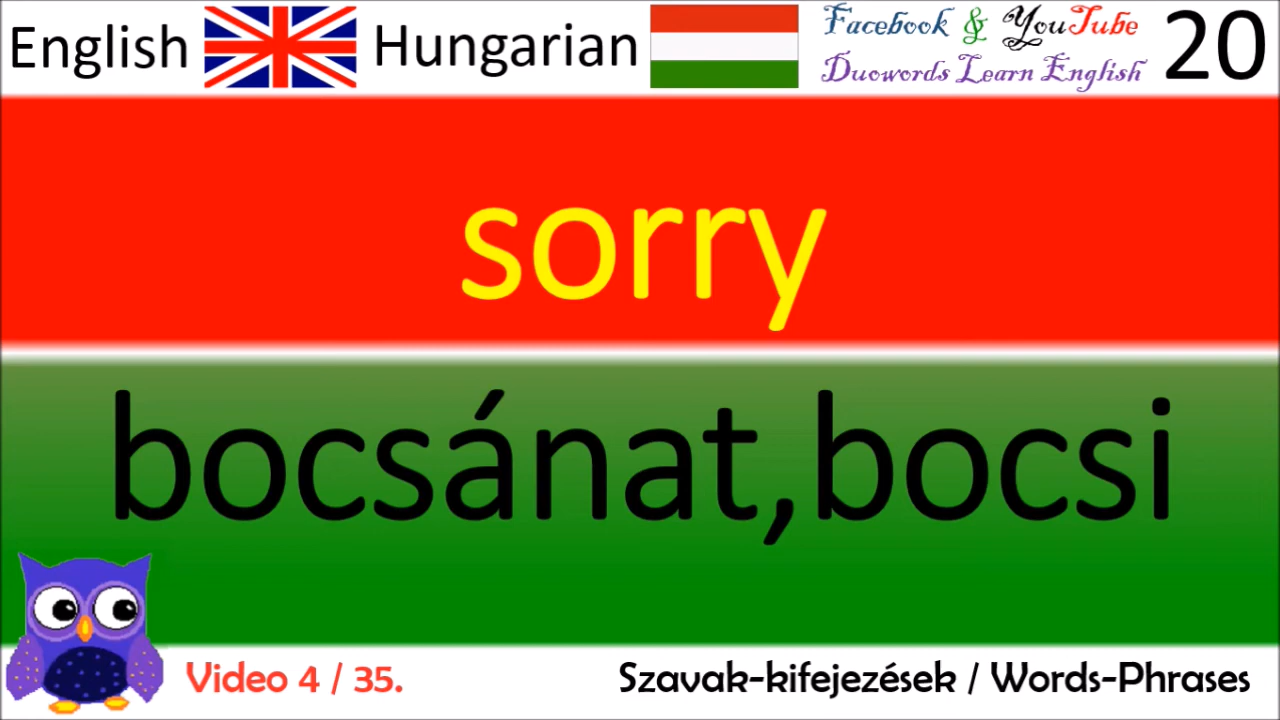 English Hungarian Facebook & YouTube 20
Duowords Learn English
sorry
bocsánat,bocsi
Video 4 / 35. Szavak-kifejezések / Words-Phrases